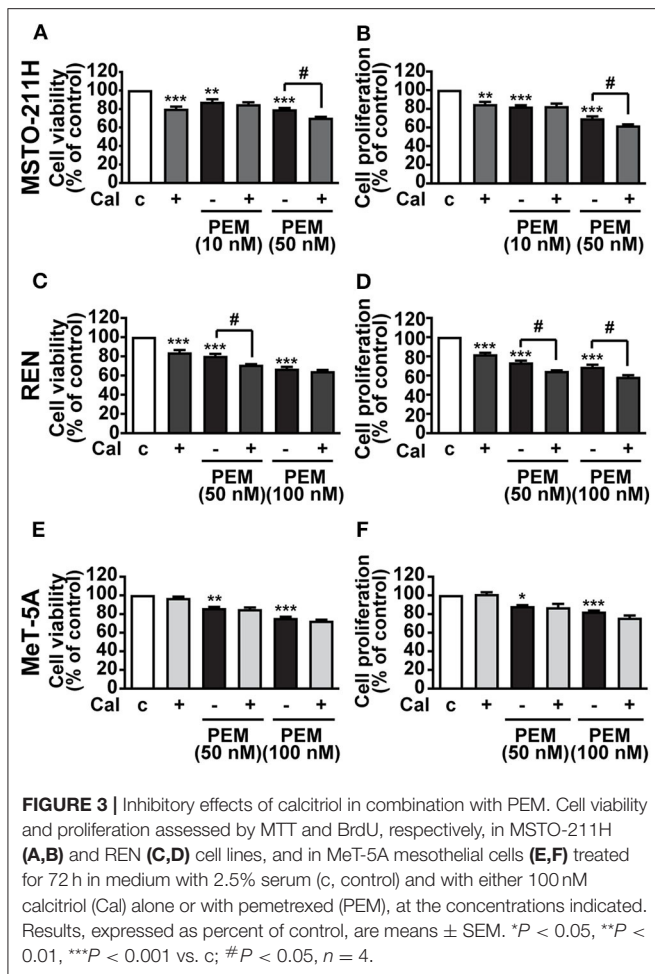 A
MSTO-211H
Cell viability
(% of control)
120
100
80
60
40
20
0
***
**
***
#
Cal c + - + - +
PEM PEM
(10 nM) (50 nM)
B
Cell proliferation
(% of control)
120
100
80
60
40
20
0
**
***
***
#
Cal c + - + - +
PEM PEM
(10 nM) (50 nM)
C
REN
Cell viability
(% of control)
120
100
80
60
40
20
0
***
***
#
***
Cal c + - + - +
PEM PEM
(50 nM) (100 nM)
D
Cell proliferation
(% of control)
120
100
80
60
40
20
0
***
***
#
***
#
Cal c + - + - +
PEM PEM
(50 nM) (100 nM)
E
MeT-5A
Cell viability
(% of control)
120
100
80
60
40
20
0
**
***
Cal c + - + - +
PEM PEM
(50 nM) (100 nM)
F
Cell proliferation
(% of control)
120
100
80
60
40
20
0
*
***
Cal c + - + - +
PEM PEM
(50 nM) (100 nM)
FIGURE 3 | Inhibitory effects of calcitriol in combination with PEM. Cell viability
and proliferation assessed by MTT and BrdU, respectively, in MSTO-211H
(A,B) and REN (C,D) cell lines, and in MeT-5A mesothelial cells (E,F) treated
for 72 h in medium with 2.5% serum (c, control) and with either 100 nM
calcitriol (Cal) alone or with pemetrexed (PEM), at the concentrations indicated.
Results, expressed as percent of control, are means ± SEM. *P < 0.05, **P <
0.01, ***P < 0.001 vs. c; #P < 0.05, n = 4.